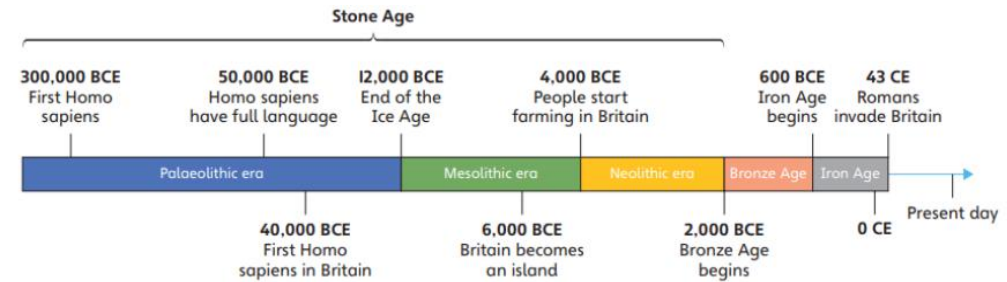 Stone Age
300,000 BCE
First Homo
sapiens
50,000 BCE
Homo sapiens
have full language
12,000 BCE
End of the
Ice Age
4,000 BCE
People start
farming in Britain
600 BCE
Iron Age
begins
43 CE
Romans
invade Britain
Palaeolithic era
Mesolithic era
Neolithic era
Bronze Age
Iron Age
40,000 BCE
First Homo
sapiens in Britain
6,000 BCE
Britain becomes
an island
2,000 BCE
Bronze Age
begins
0 CE
Present day